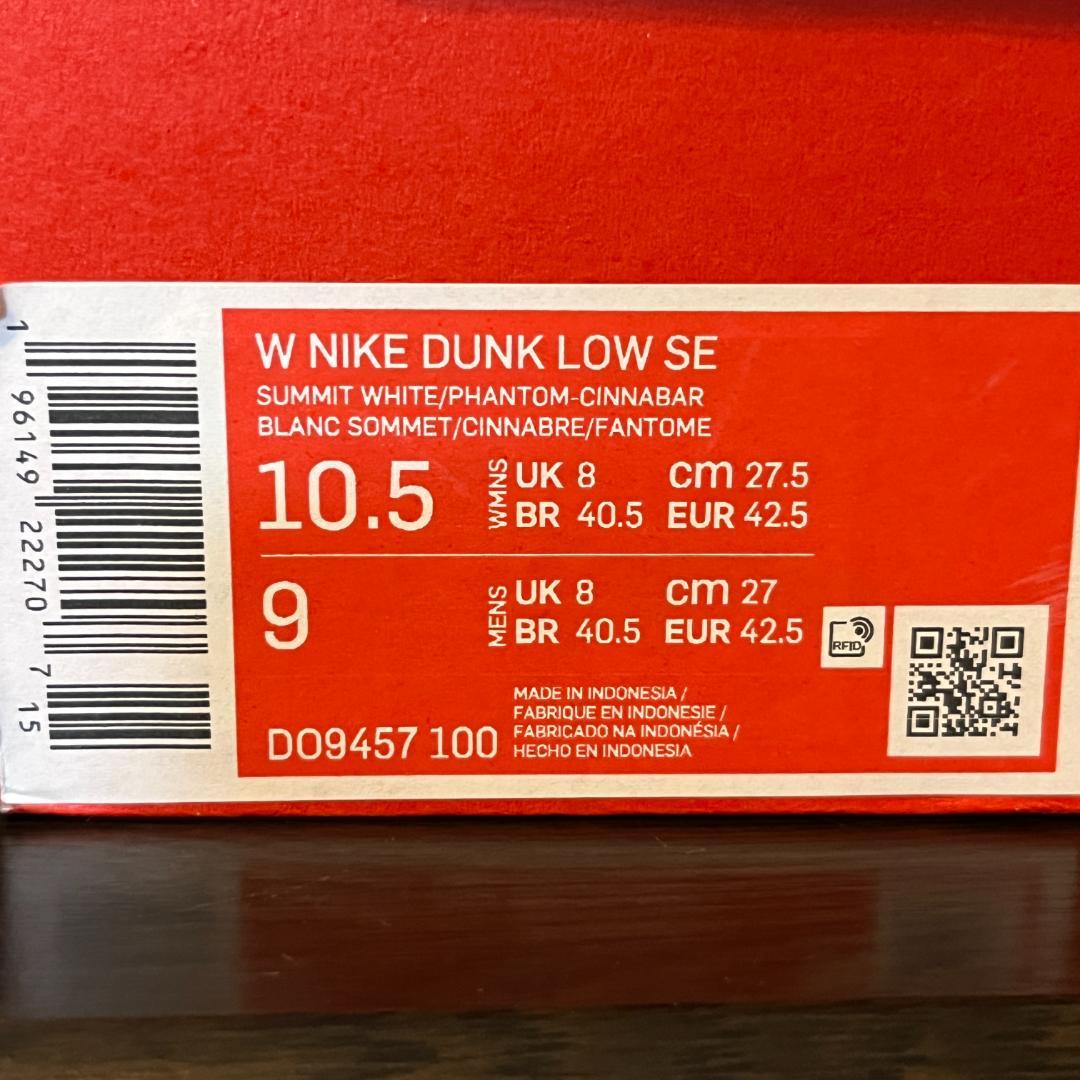 1 96149 22270 7 15
W NIKE DUNK LOW SE
SUMMIT WHITE/PHANTOM-CINNABAR
BLANC SOMMET/CINNABRE/FANTOME
10.5 WMNS UK 8 cm 27.5
BR 40.5 EUR 42.5
9 MENS UK 8 cm 27
BR 40.5 EUR 42.5
RFID
DO9457 100
MADE IN INDONESIA /
FABRIQUE EN INDONESIE /
FABRICADO NA INDONÉSIA /
HECHO EN INDONESIA